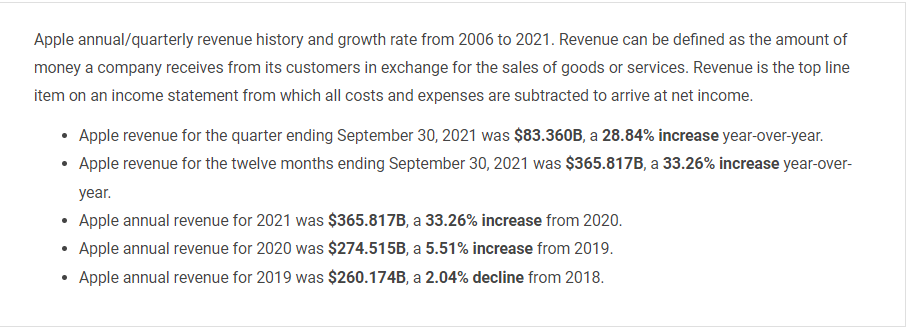 Apple annual/quarterly revenue history and growth rate from 2006 to 2021. Revenue can be defined as the amount of
money a company receives from its customers in exchange for the sales of goods or services. Revenue is the top line
item on an income statement from which all costs and expenses are subtracted to arrive at net income.
• Apple revenue for the quarter ending September 30, 2021 was $83.360B, a 28.84% increase year-over-year.
• Apple revenue for the twelve months ending September 30, 2021 was $365.817B, a 33.26% increase year-over-
year.
• Apple annual revenue for 2021 was $365.817B, a 33.26% increase from 2020.
• Apple annual revenue for 2020 was $274.515B, a 5.51% increase from 2019.
• Apple annual revenue for 2019 was $260.174B, a 2.04% decline from 2018.